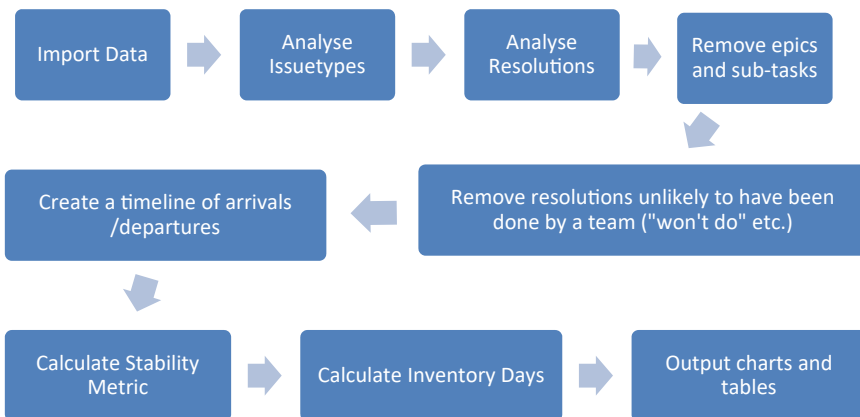 Import Data
Analyse
Issuetypes
Analyse
Resolutions
Remove epics
and sub-tasks
Remove resolutions unlikely to have been
done by a team ("won't do" etc.)
Create a timeline of arrivals
/departures
Calculate Stability
Metric
Calculate Inventory Days
Output charts and
tables